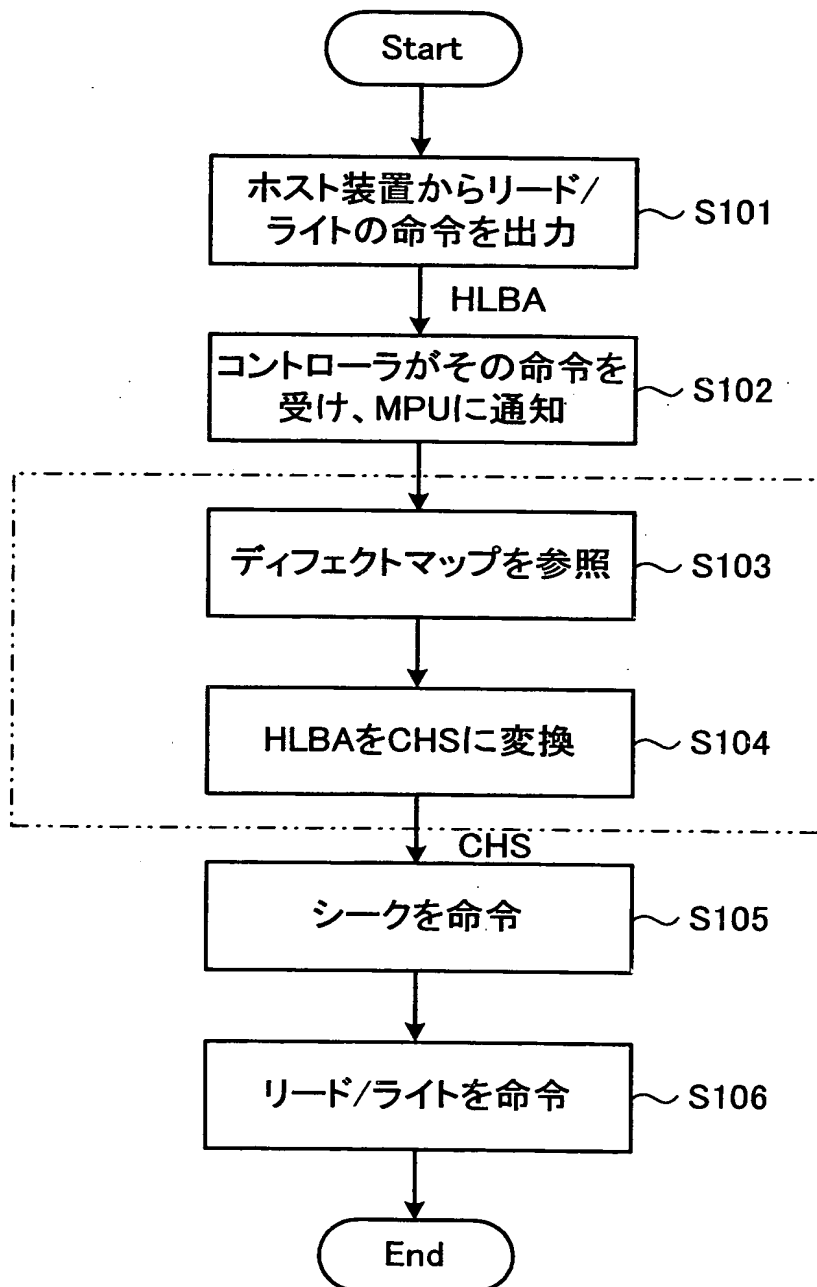 Start
ホスト装置からリード/
ライトの命令を出力
S101
HLBA
コントローラがその命令を
受け、MPUに通知
S102
ディフェクトマップを参照
S103
HLBAをCHSに変換
S104
CHS
シークを命令
S105
リード/ライトを命令
S106
End